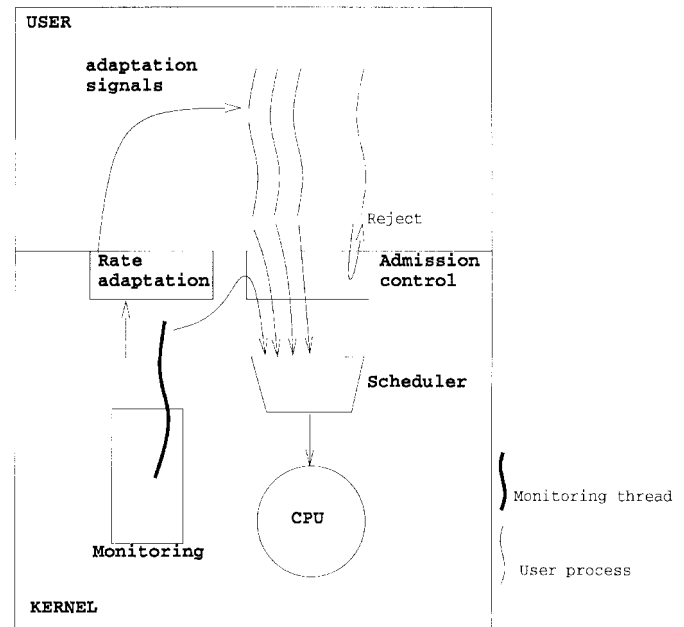 USER
adaptation
signals
Reject
Rate
adaptation
Admission
control
Scheduler
CPU
Monitoring
Monitoring thread
User process
KERNEL